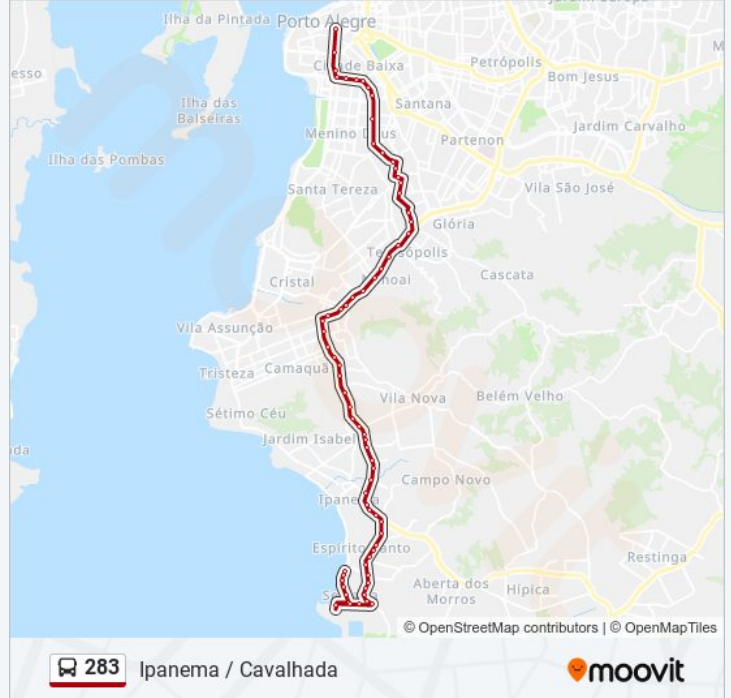 Ilha da Pintada
Porto Alegre
Cidade Baixa
Petrópolis
Bom Jesus
esso
Ilha das
Balseiras
Santana
Menino Deus
Partenon
Jardim Carvalho
Ilha das Pombas
Santa Tereza
Vila São José
Glória
Teresópolis
Cascata
Cristal
Nonoai
Vila Assunção
Tristeza
Camaquã
Vila Nova
Belém Velho
Sétimo Céu
Jardim Isabel
Campo Novo
Ipanema
Espírito Santo
Restinga
Aberta dos
Morros
Hípica
© OpenStreetMap contributors | © OpenMapTiles
283 Ipanema / Cavalhada
moovit